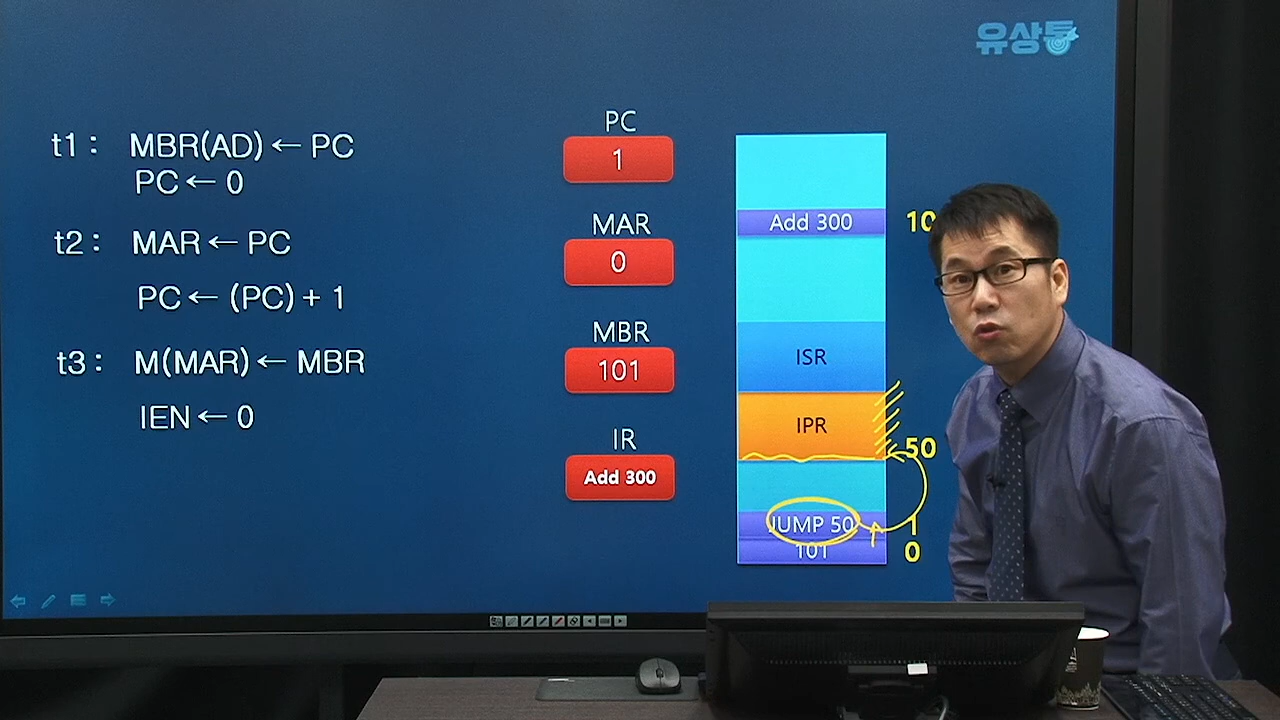 유상통
t1 : MBR(AD) ← PC
PC ← 0
t2 : MAR ← PC
PC ← (PC) + 1
t3 : M(MAR) ← MBR
IEN ← 0
PC
1
MAR
0
MBR
101
IR
Add 300
Add 300
ISR
IPR
50
JUMP 50
1
101
0